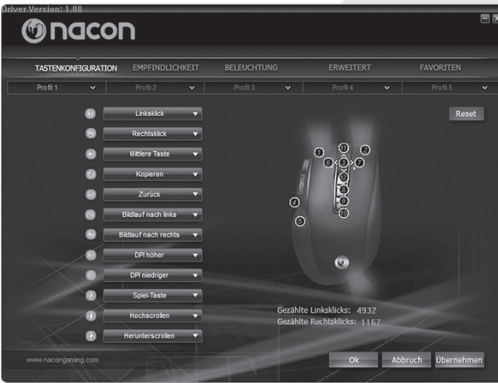 Driver Version: 1.00
nacon
TASTENKONFIGURATION EMPFINDLICHKEIT BELEUCHTUNG ERWEITERT FAVORITEN
Profil 1 Profil 2 Profil 3 Profil 4 Profil 5
Reset
Linksklick
Rechtsklick
Mittlere Taste
Kopieren
Zurück
Bildlauf nach links
Bildlauf nach rechts
DPI höher
DPI niedriger
Spiel-Taste
Hochscrollen
Herunterscrollen
Gezählte Linksklicks: 4932
Gezählte Rechtsklicks: 1167
www.nacongaming.com
Ok Abbruch Übernehmen